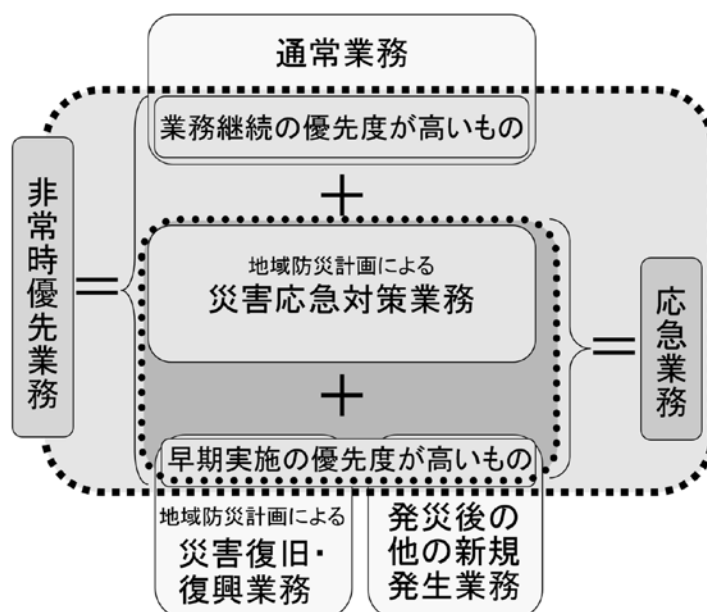 通常業務
業務継続の優先度が高いもの
+
非常時優先業務
=
地域防災計画による
災害応急対策業務
=
応急業務
+
早期実施の優先度が高いもの
地域防災計画による
災害復旧・
復興業務
発災後の
他の新規
発生業務